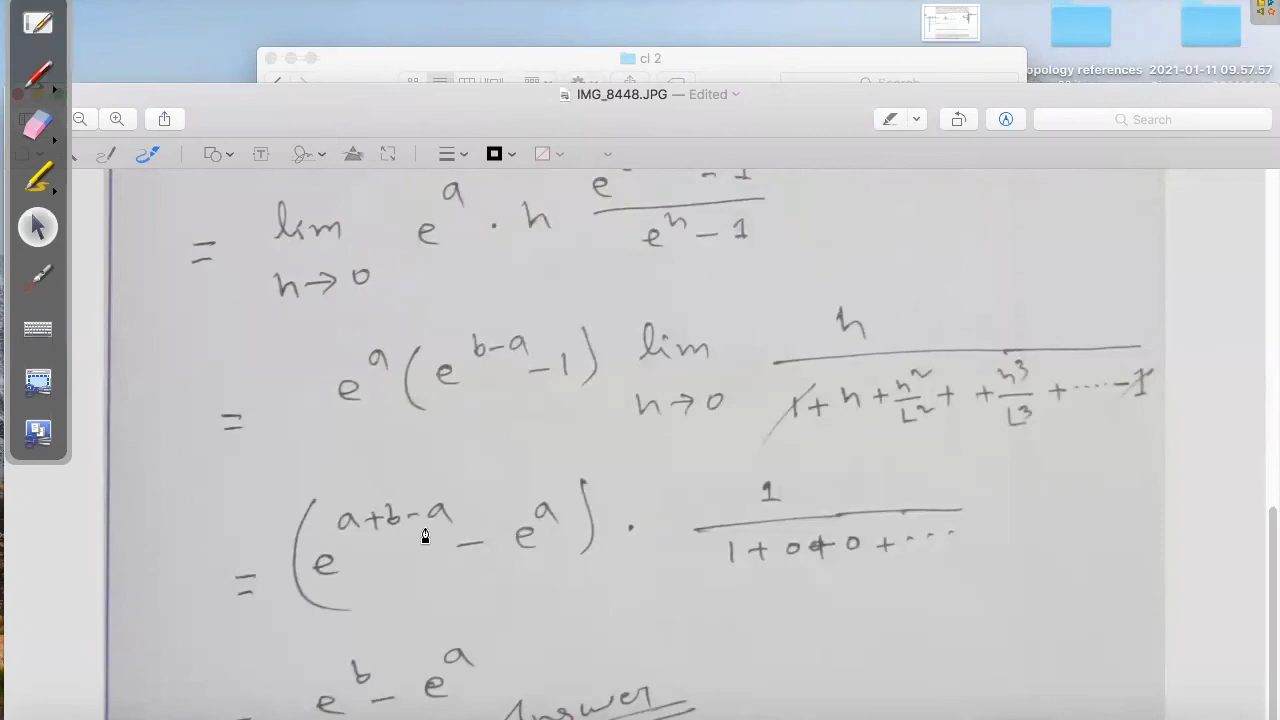 cl 2
topology references 2021-01-11 09.57.57
IMG_8448.JPG — Edited
Search
= lim e^a . h e -1 / e^h - 1
h→0
= e^a (e^{b-a} -1) lim h / 1 + h + h²/L2 + + h³/L3 + ..... -1
h→0
= (e^{a+b-a} - e^a) . 1 / 1 + 0 + 0 + ...
= e^b - e^a Answer